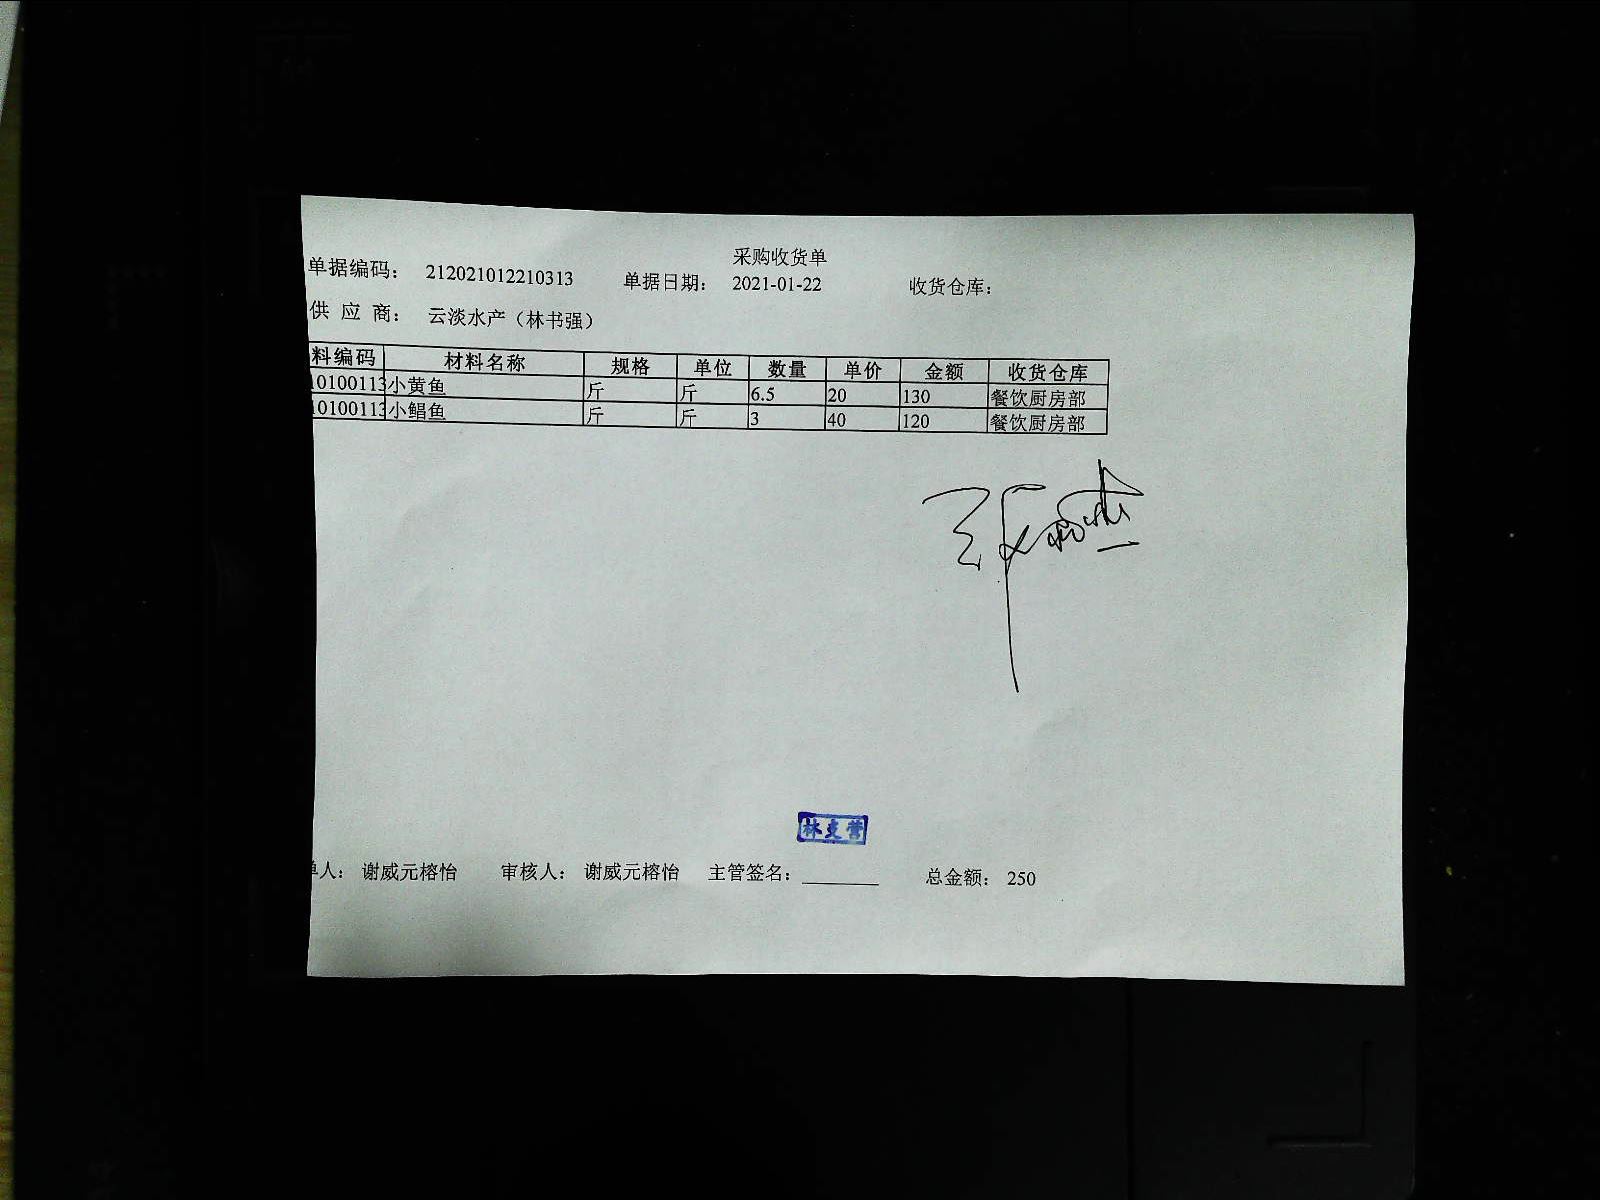 采购收货单
单据编码： 212021012210313 单据日期： 2021-01-22 收货仓库：
供 应 商： 云淡水产（林书强）
料编码 材料名称 规格 单位 数量 单价 金额 收货仓库
10100113 小黄鱼 斤 斤 6.5 20 130 餐饮厨房部
10100113 小鲳鱼 斤 斤 3 40 120 餐饮厨房部
林支营
单人： 谢威元榕怡 审核人： 谢威元榕怡 主管签名： 总金额： 250